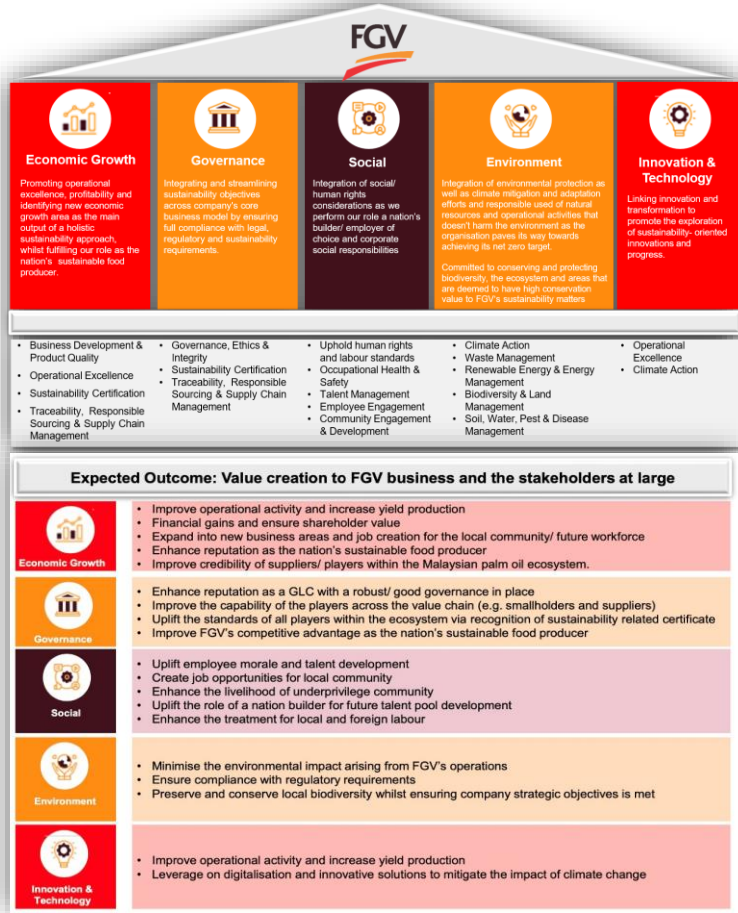 FGV
Economic Growth
Promoting operational
excellence, profitability and
identifying new economic
growth area as the main
output of a holistic
sustainability approach,
whilst fulfilling our role as the
nation's sustainable food
producer.
Governance
Integrating and streamlining
sustainability objectives
across company's core
business model by ensuring
full compliance with legal,
regulatory and sustainability
requirements.
Social
Integration of social/
human rights
considerations as we
perform our role a nation's
builder/ employer of
choice and corporate
social responsibilities
Environment
Integration of environmental protection as
well as climate mitigation and adaptation
efforts and responsible used of natural
resources and operational activities that
doesn't harm the environment as the
organisation paves its way towards
achieving its net zero target.
Committed to conserving and protecting
biodiversity, the ecosystem and areas that
are deemed to have high conservation
value to FGV's sustainability matters
Innovation &
Technology
Linking innovation and
transformation to
promote the exploration
of sustainability- oriented
innovations and
progress.
• Business Development &
Product Quality
• Operational Excellence
• Sustainability Certification
• Traceability, Responsible
Sourcing & Supply Chain
Management
• Governance, Ethics &
Integrity
• Sustainability Certification
• Traceability, Responsible
Sourcing & Supply Chain
Management
• Uphold human rights
and labour standards
• Occupational Health &
Safety
• Talent Management
• Employee Engagement
• Community Engagement
& Development
• Climate Action
• Waste Management
• Renewable Energy & Energy
Management
• Biodiversity & Land
Management
• Soil, Water, Pest & Disease
Management
• Operational
Excellence
• Climate Action
Expected Outcome: Value creation to FGV business and the stakeholders at large
Economic Growth
• Improve operational activity and increase yield production
• Financial gains and ensure shareholder value
• Expand into new business areas and job creation for the local community/ future workforce
• Enhance reputation as the nation's sustainable food producer
• Improve credibility of suppliers/ players within the Malaysian palm oil ecosystem.
Governance
• Enhance reputation as a GLC with a robust/ good governance in place
• Improve the capability of the players across the value chain (e.g. smallholders and suppliers)
• Uplift the standards of all players within the ecosystem via recognition of sustainability related certificate
• Improve FGV's competitive advantage as the nation's sustainable food producer
Social
• Uplift employee morale and talent development
• Create job opportunities for local community
• Enhance the livelihood of underprivilege community
• Uplift the role of a nation builder for future talent pool development
• Enhance the treatment for local and foreign labour
Environment
• Minimise the environmental impact arising from FGV's operations
• Ensure compliance with regulatory requirements
• Preserve and conserve local biodiversity whilst ensuring company strategic objectives is met
Innovation &
Technology
• Improve operational activity and increase yield production
• Leverage on digitalisation and innovative solutions to mitigate the impact of climate change